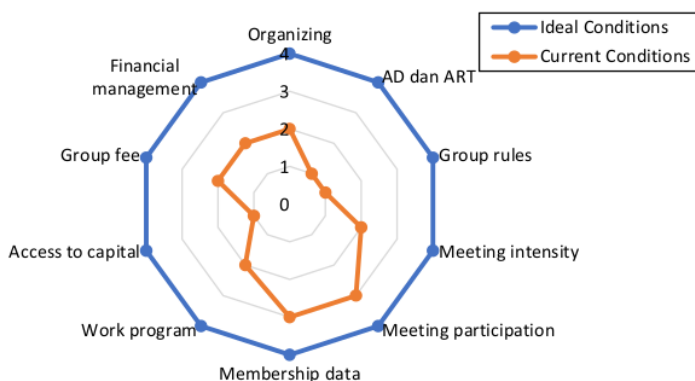 Ideal Conditions
Current Conditions
Organizing
AD dan ART
Group rules
Meeting intensity
Meeting participation
Membership data
Work program
Access to capital
Group fee
Financial
management
4
3
2
1
0